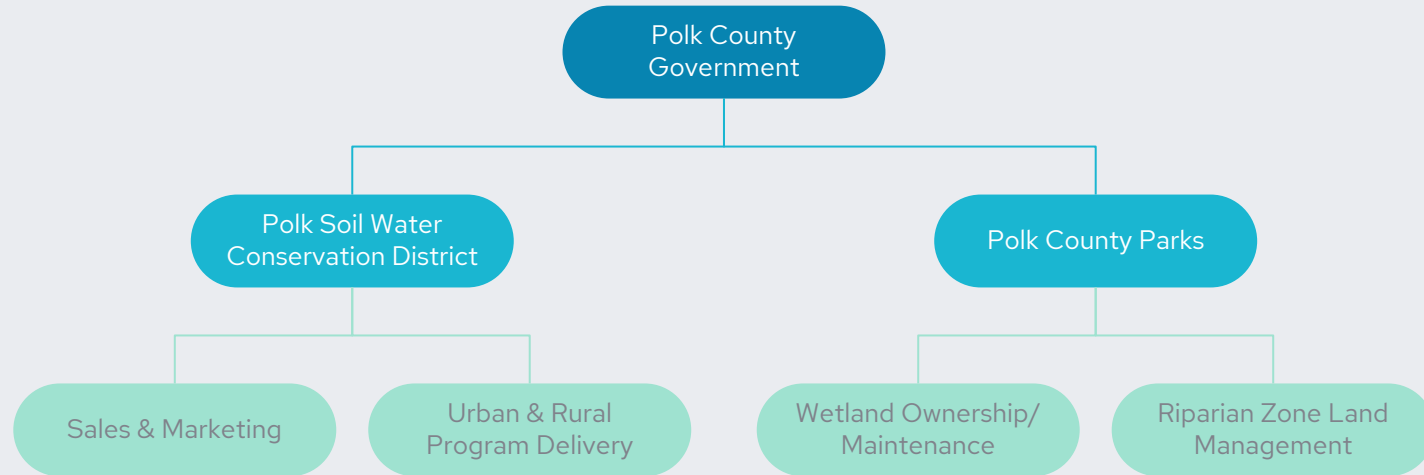 Polk County
Government
Polk Soil Water
Conservation District
Polk County Parks
Sales & Marketing
Urban & Rural
Program Delivery
Wetland Ownership/
Maintenance
Riparian Zone Land
Management